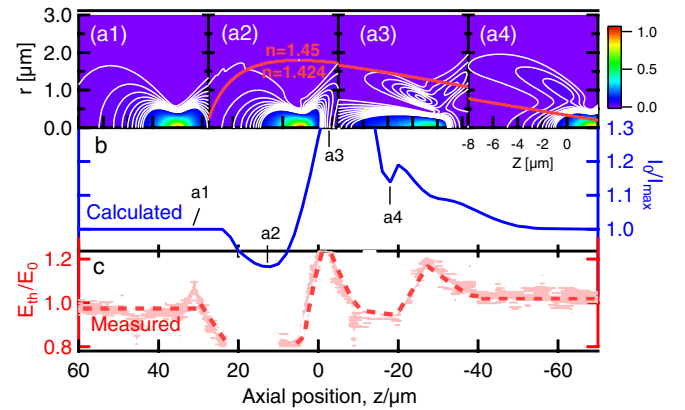 (a1) (a2) (a3) (a4)
3.0
2.0
1.0
0.0
r [µm]
n=1.45
n=1.424
1.0
0.5
0.0
-8 -6 -4 -2 0 2
Z [µm]
b
a1
a2
a3
a4
Calculated
1.3
1.2
1.1
1.0
I0/Imax
c
1.2
1.0
0.8
Eth/E0
Measured
60 40 20 0 -20 -40 -60
Axial position, z/µm